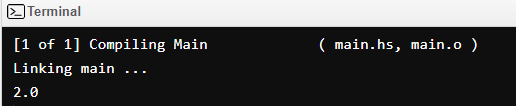 Terminal
[1 of 1] Compiling Main             ( main.hs, main.o )
Linking main ...
2.0